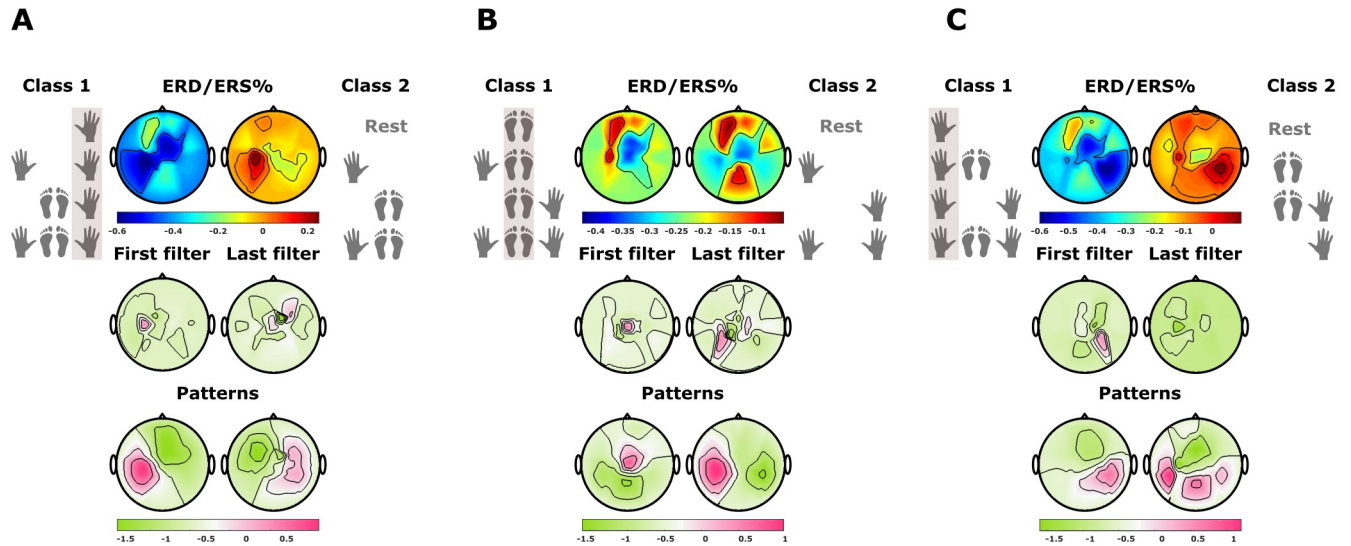 A
B
C
Class 1 ERD/ERS% Class 2
Class 1 ERD/ERS% Class 2
Class 1 ERD/ERS% Class 2
Rest
Rest
Rest
-0.6 -0.4 -0.2 0 0.2
-0.4 -0.35 -0.3 -0.25 -0.2 -0.15 -0.1
-0.6 -0.5 -0.4 -0.3 -0.2 -0.1 0
First filter Last filter
First filter Last filter
First filter Last filter
Patterns
Patterns
Patterns
-1.5 -1 -0.5 0 0.5
-1.5 -1 -0.5 0 0.5 1
-1.5 -1 -0.5 0 0.5 1